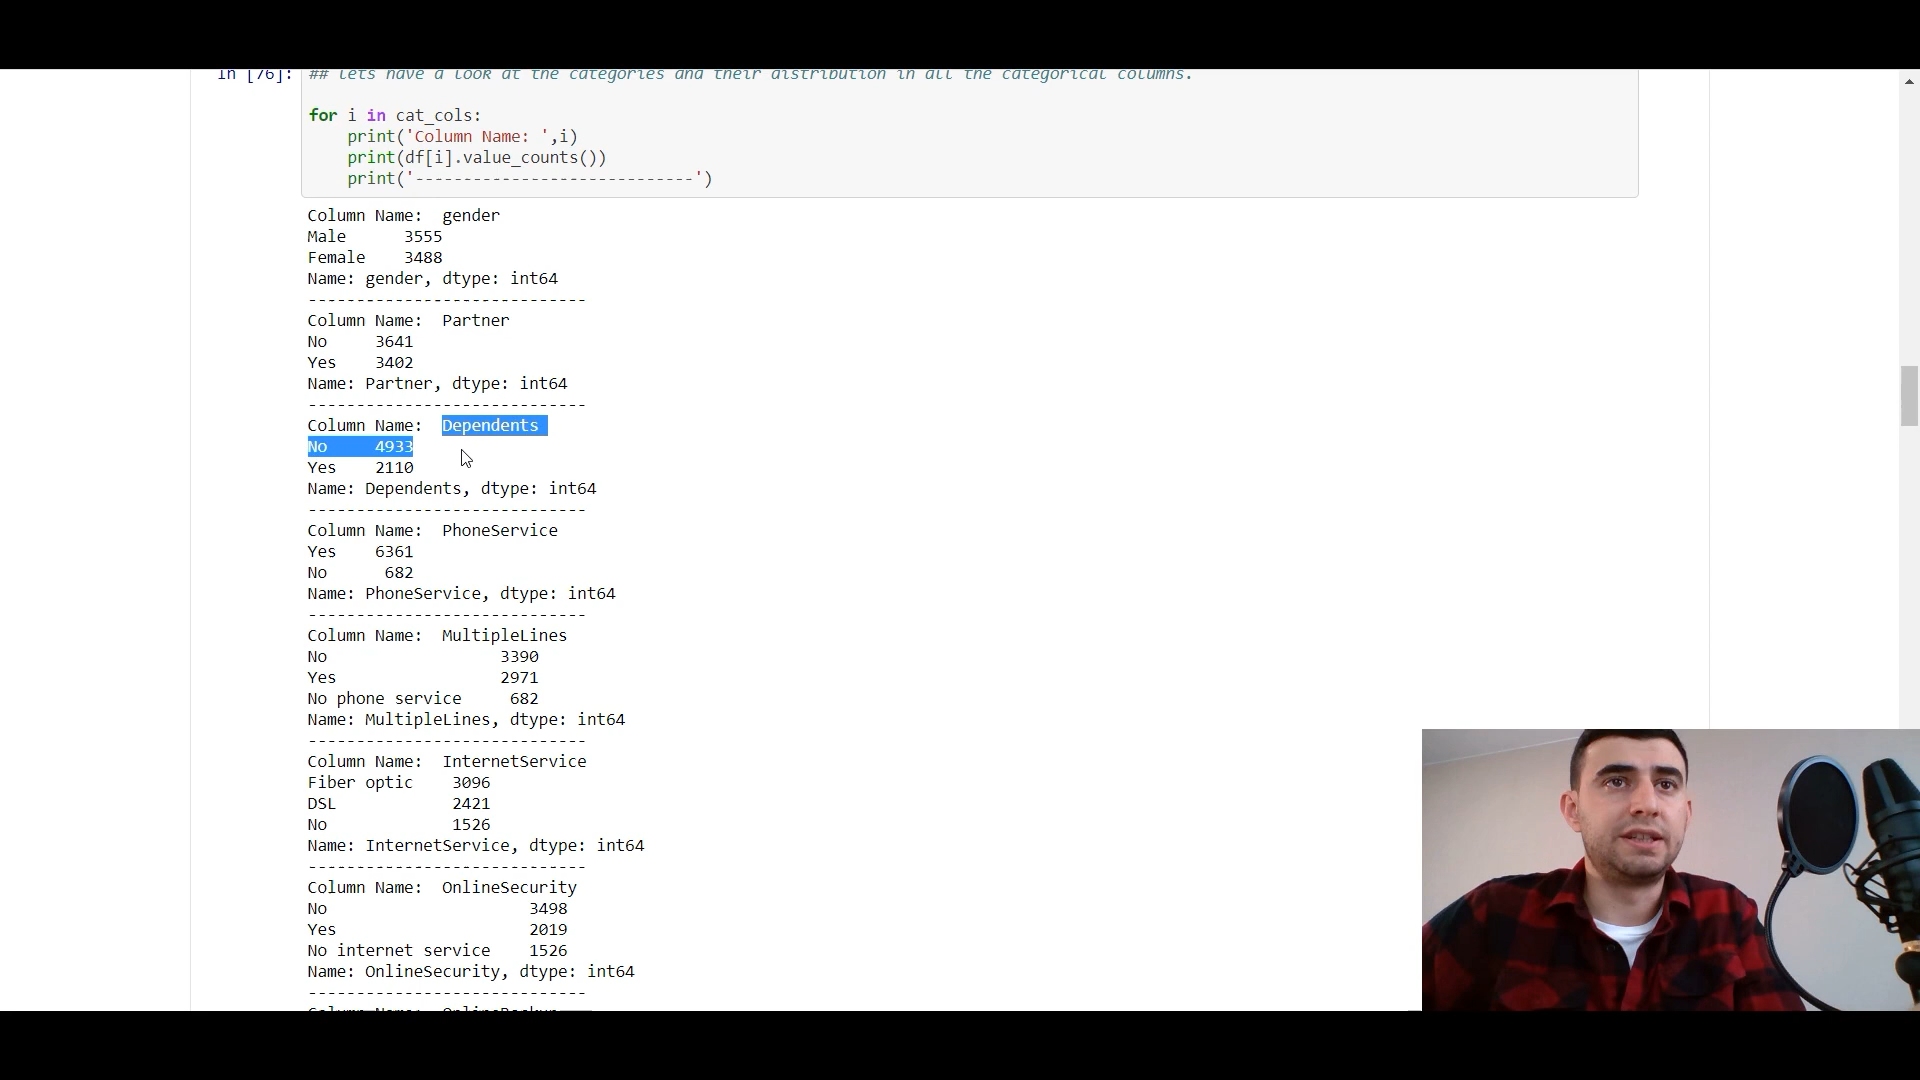 In [76]: ## Lets have a look at the categories and their distribution in all the categorical columns.
for i in cat_cols:
    print('Column Name: ',i)
    print(df[i].value_counts())
    print('-----------------------------')
Column Name:  gender
Male      3555
Female    3488
Name: gender, dtype: int64
-----------------------------
Column Name:  Partner
No     3641
Yes    3402
Name: Partner, dtype: int64
-----------------------------
Column Name:  Dependents
No     4933
Yes    2110
Name: Dependents, dtype: int64
-----------------------------
Column Name:  PhoneService
Yes    6361
No      682
Name: PhoneService, dtype: int64
-----------------------------
Column Name:  MultipleLines
No                  3390
Yes                 2971
No phone service     682
Name: MultipleLines, dtype: int64
-----------------------------
Column Name:  InternetService
Fiber optic    3096
DSL            2421
No             1526
Name: InternetService, dtype: int64
-----------------------------
Column Name:  OnlineSecurity
No                     3498
Yes                    2019
No internet service    1526
Name: OnlineSecurity, dtype: int64
-----------------------------